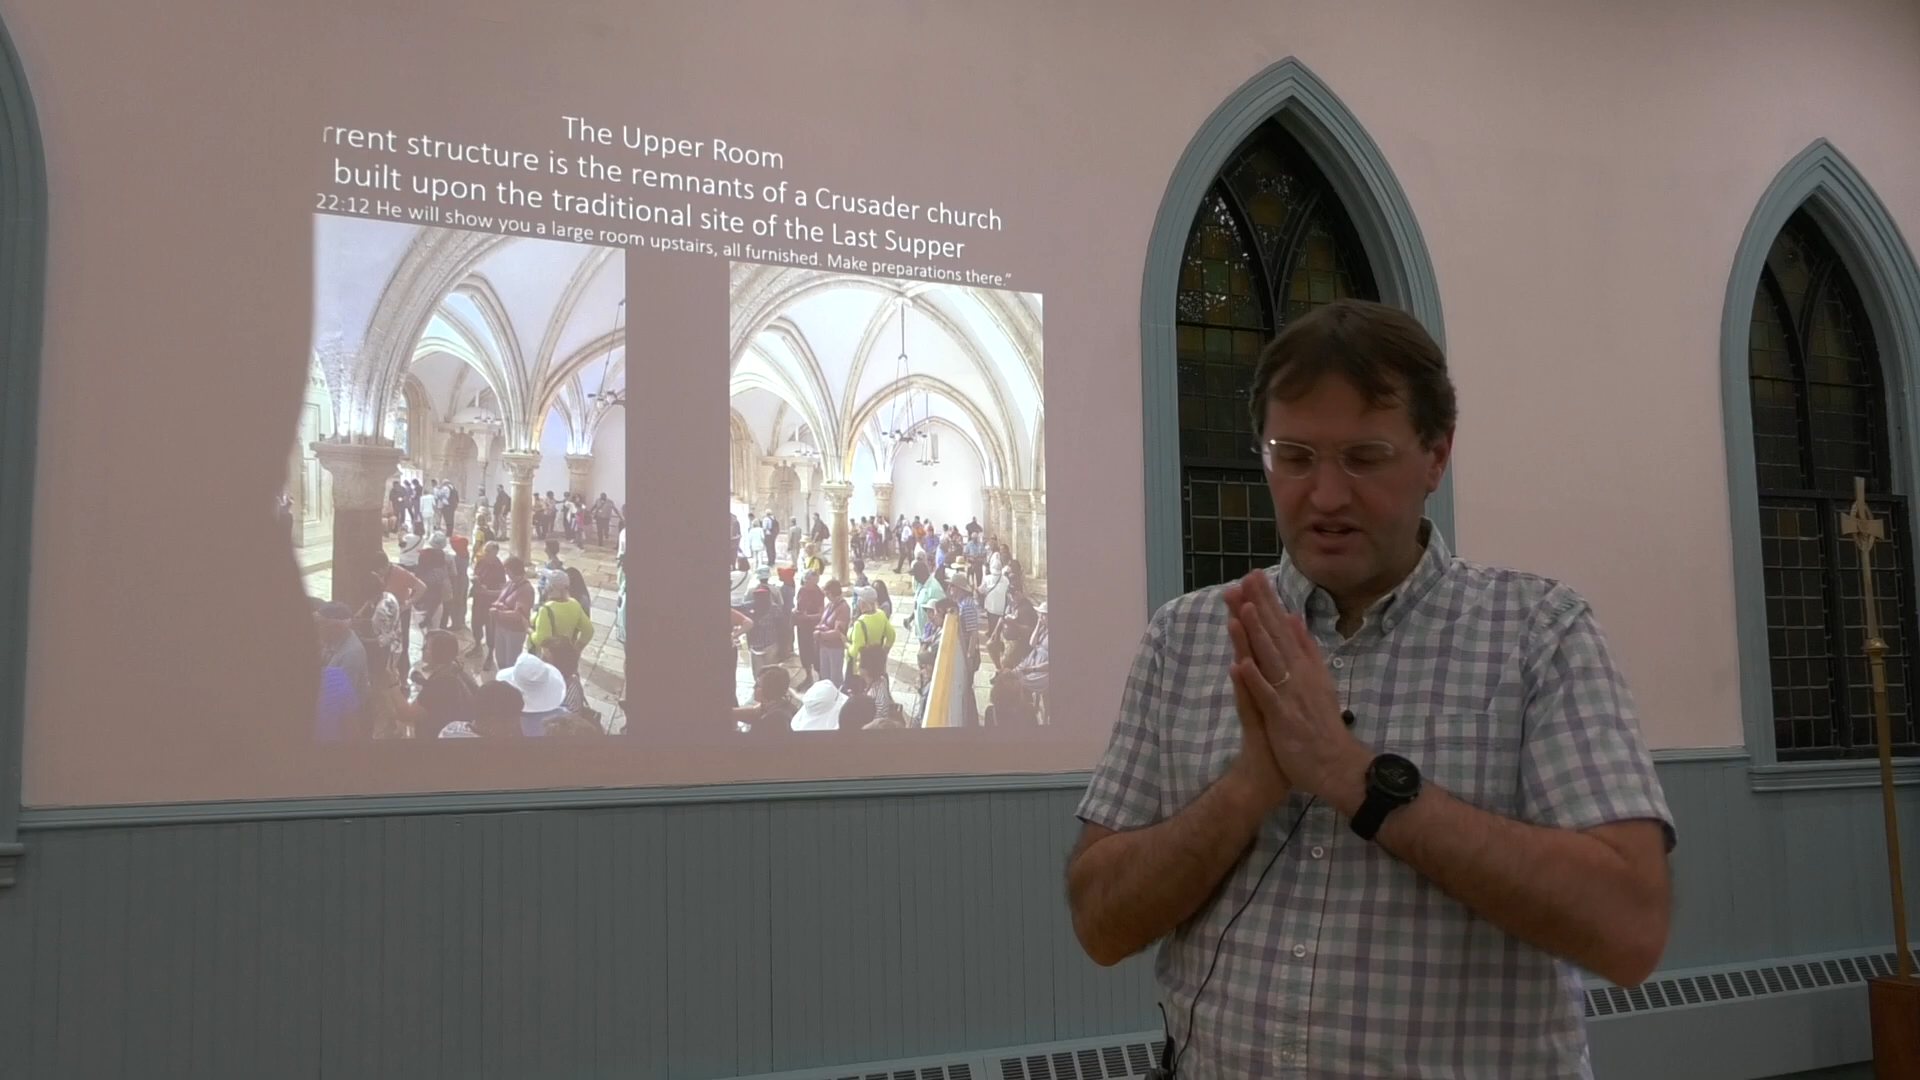 The Upper Room
rrent structure is the remnants of a Crusader church
built upon the traditional site of the Last Supper
22:12 He will show you a large room upstairs, all furnished. Make preparations there."